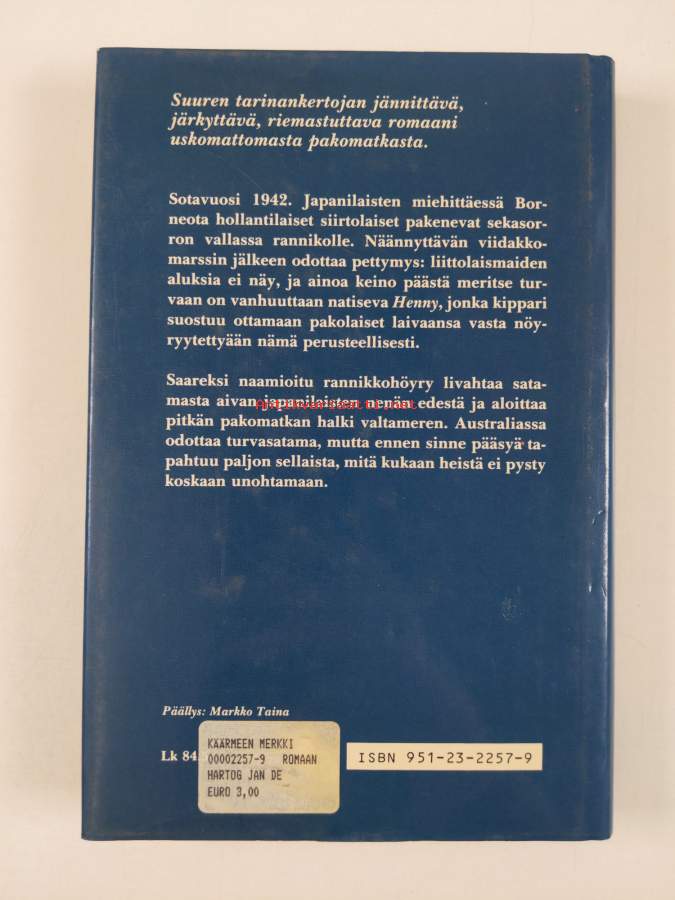 Suuren tarinankertojan jännittävä,
järkyttävä, riemastuttava romaani
uskomattomasta pakomatkasta.
Sotavuosi 1942. Japanilaisten miehittäessä Bor-
neota hollantilaiset siirtolaiset pakenevat sekasor-
ron vallassa rannikolle. Näännyttävän viidakko-
marssin jälkeen odottaa pettymys: liittolaismaiden
aluksia ei näy, ja ainoa keino päästä meritse tur-
vaan on vanhuuttaan natiseva Henny, jonka kippari
suostuu ottamaan pakolaiset laivaansa vasta nöy-
ryytettyään nämä perusteellisesti.
Saareksi naamioitu rannikkohöyry livahtaa sata-
masta aivan japanilaisten nenän edestä ja aloittaa
pitkän pakomatkan halki valtameren. Australiassa
odottaa turvasatama, mutta ennen sinne pääsyä ta-
pahtuu paljon sellaista, mitä kukaan heistä ei pysty
koskaan unohtamaan.
Päällys: Markko Taina
Lk 84.
KÄÄRMEEN MERKKI
00002257-9 ROMAAN
HARTOG JAN DE
EURO 3,00
ISBN 951-23-2257-9